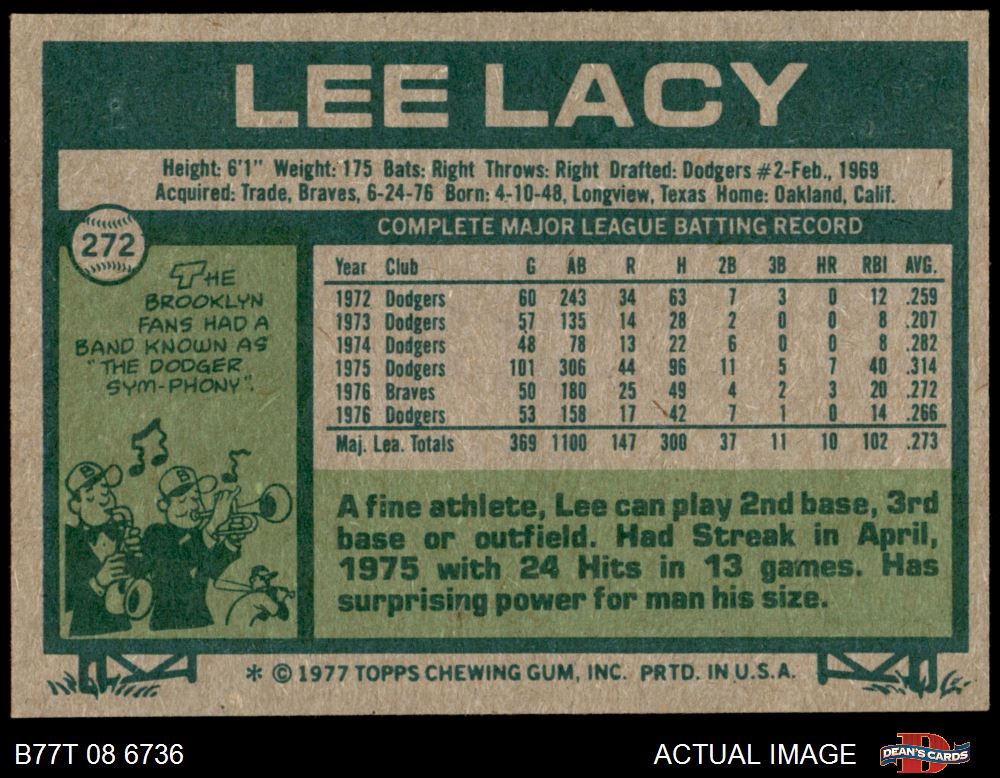 LEE LACY
Height: 6'1" Weight: 175 Bats: Right Throws: Right Drafted: Dodgers #2-Feb., 1969
Acquired: Trade, Braves, 6-24-76 Born: 4-10-48, Longview, Texas Home: Oakland, Calif.
272
THE
BROOKLYN
FANS HAD A
BAND KNOWN AS
"THE DODGER
SYM-PHONY".
B
B
COMPLETE MAJOR LEAGUE BATTING RECORD
Year Club G AB R H 2B 3B HR RBI AVG.
1972 Dodgers 60 243 34 63 7 3 0 12 .259
1973 Dodgers 57 135 14 28 2 0 0 8 .207
1974 Dodgers 48 78 13 22 6 0 0 8 .282
1975 Dodgers 101 306 44 96 11 5 7 40 .314
1976 Braves 50 180 25 49 4 2 3 20 .272
1976 Dodgers 53 158 17 42 7 1 0 14 .266
Maj. Lea. Totals 369 1100 147 300 37 11 10 102 .273
A fine athlete, Lee can play 2nd base, 3rd
base or outfield. Had Streak in April,
1975 with 24 Hits in 13 games. Has
surprising power for man his size.
* © 1977 TOPPS CHEWING GUM, INC. PRTD. IN U.S.A.
B77T 08 6736
ACTUAL IMAGE
D
DEAN'S CARDS